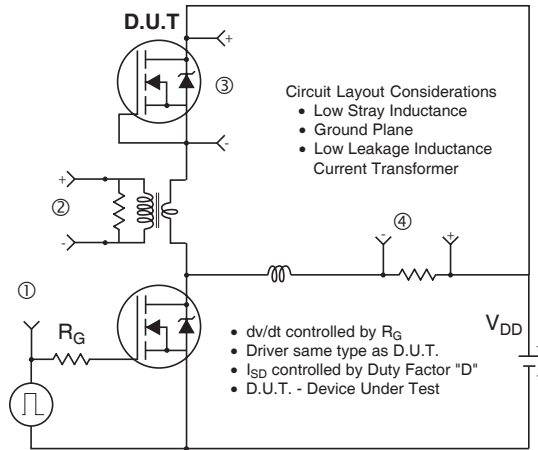 D.U.T
+
③
Circuit Layout Considerations
• Low Stray Inductance
• Ground Plane
• Low Leakage Inductance
Current Transformer
-
+
②
-
④
- +
①
R_G
V_DD
+
-
• dv/dt controlled by R_G
• Driver same type as D.U.T.
• I_SD controlled by Duty Factor "D"
• D.U.T. - Device Under Test